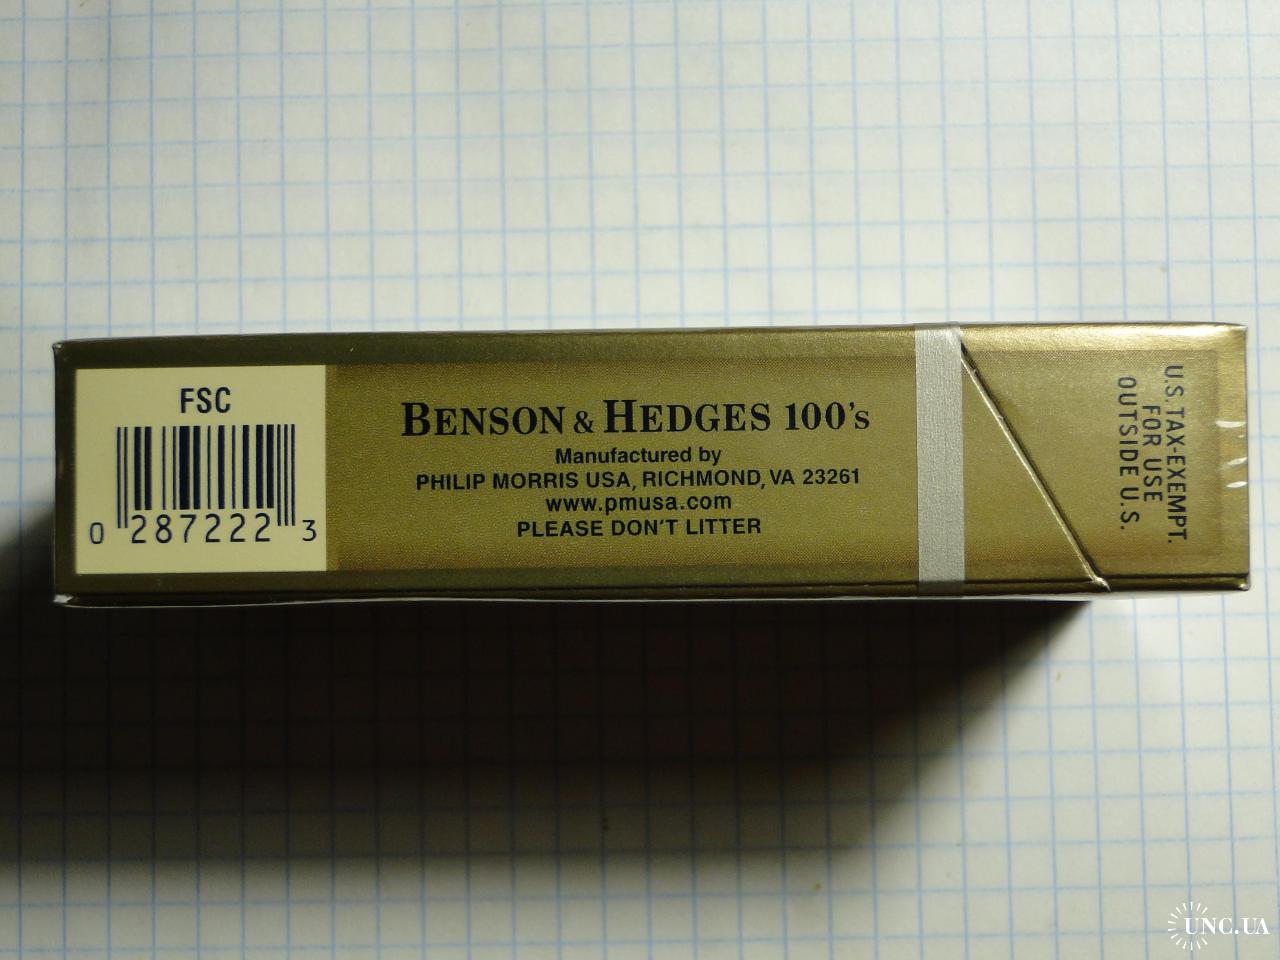 FSC
0 287222 3
BENSON & HEDGES 100's
Manufactured by
PHILIP MORRIS USA, RICHMOND, VA 23261
www.pmusa.com
PLEASE DON'T LITTER
U.S. TAX-EXEMPT.
FOR USE
OUTSIDE U.S.
UNC.UA